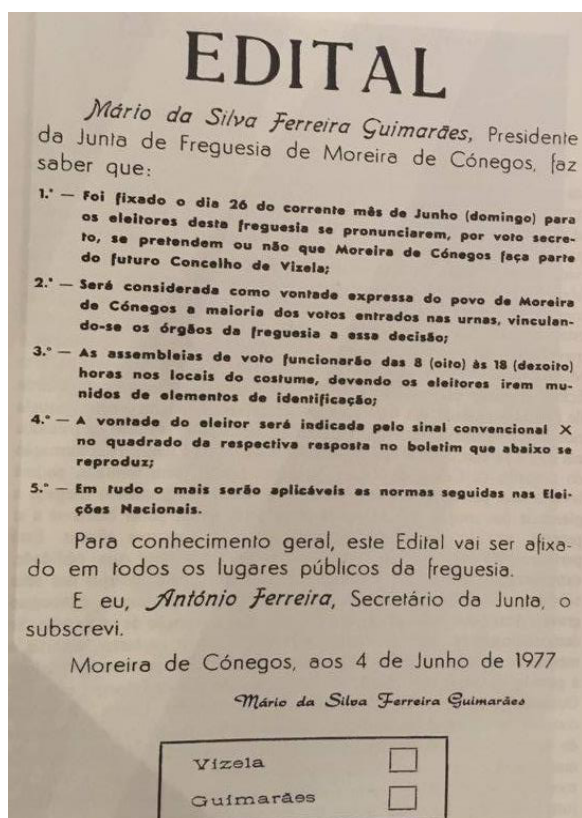 EDITAL
Mário da Silva Ferreira Guimarães, Presidente
da Junta de Freguesia de Moreira de Cónegos, faz
saber que:
1.° — Foi fixado o dia 26 do corrente mês de Junho (domingo) para
os eleitores desta freguesia se pronunciarem, por voto secre-
to, se pretendem ou não que Moreira de Cónegos faça parte
do futuro Concelho de Vizela;
2.° — Será considerada como vontade expressa do povo de Moreira
de Cónegos a maioria dos votos entrados nas urnas, vinculan-
do-se os órgãos da freguesia a essa decisão;
3.° — As assembleias de voto funcionarão das 8 (oito) às 18 (dezoito)
horas nos locais do costume, devendo os eleitores irem mu-
nidos de elementos de identificação;
4.° — A vontade do eleitor será indicada pelo sinal convencional X
no quadrado da respectiva resposta no boletim que abaixo se
reproduz;
5.° — Em tudo o mais serão aplicáveis as normas seguidas nas Elei-
ções Nacionais.
Para conhecimento geral, este Edital vai ser afixa-
do em todos os lugares públicos da freguesia.
E eu, António Ferreira, Secretário da Junta, o
subscrevi.
Moreira de Cónegos, aos 4 de Junho de 1977
Mário da Silva Ferreira Guimarães
Vizela
Guimarães